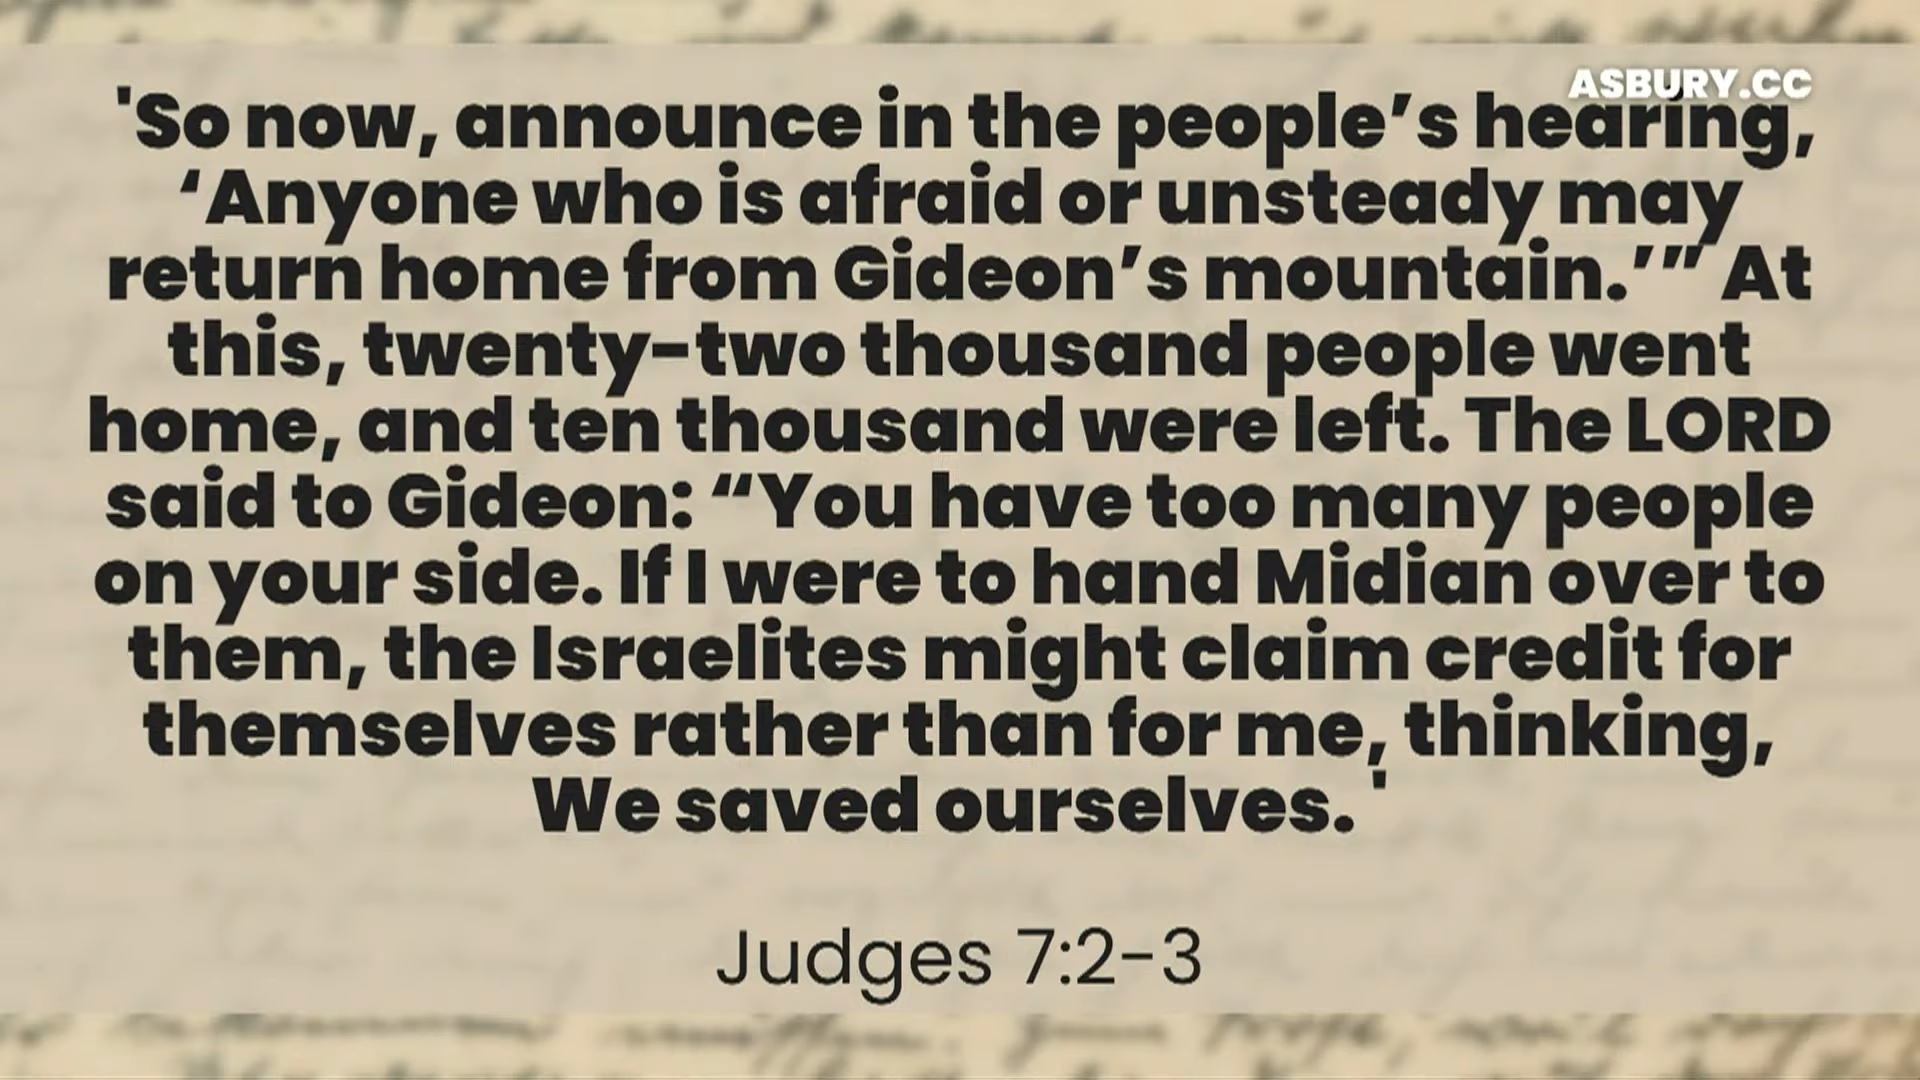 ASBURY.CC
'So now, announce in the people’s hearing,
‘Anyone who is afraid or unsteady may
return home from Gideon’s mountain.’” At
this, twenty-two thousand people went
home, and ten thousand were left. The LORD
said to Gideon: “You have too many people
on your side. If I were to hand Midian over to
them, the Israelites might claim credit for
themselves rather than for me, thinking,
We saved ourselves.'
Judges 7:2-3